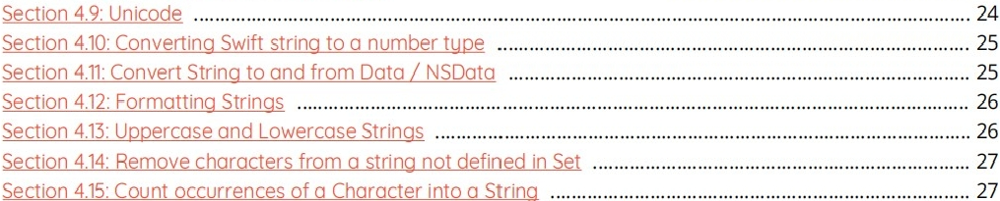 Section 4.9: Unicode ........................................................................................................ 24
Section 4.10: Converting Swift string to a number type ........................................................................ 25
Section 4.11: Convert String to and from Data / NSData ........................................................................ 25
Section 4.12: Formatting Strings ........................................................................................................ 26
Section 4.13: Uppercase and Lowercase Strings ........................................................................ 26
Section 4.14: Remove characters from a string not defined in Set ........................................................ 27
Section 4.15: Count occurrences of a Character into a String ................................................................ 27